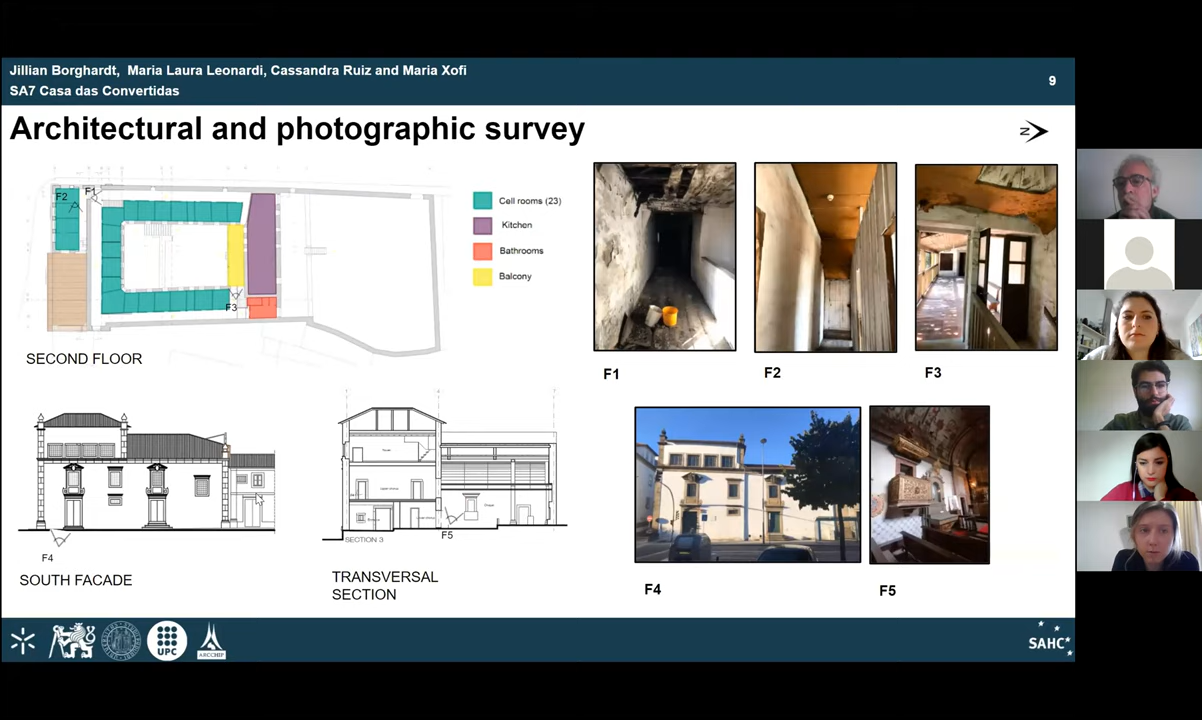 Jillian Borghardt, Maria Laura Leonardi, Cassandra Ruiz and Maria Xofi
SA7 Casa das Convertidas
9
Architectural and photographic survey
N
F1
F2
F3
SECOND FLOOR
Cell rooms (23)
Kitchen
Bathrooms
Balcony
F1
F2
F3
F4
SOUTH FACADE
SECTION 3
F5
TRANSVERSAL
SECTION
F4
F5
UPC
ARCCHIP
SAHC